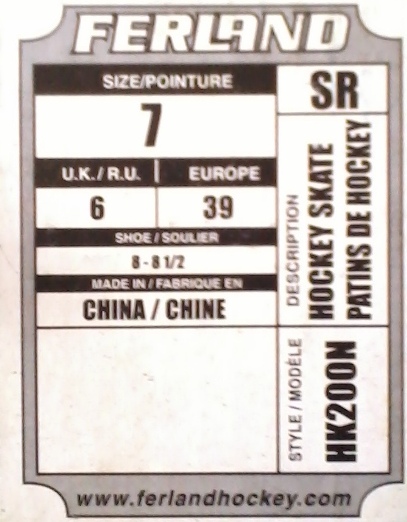 FERLAND
SIZE/POINTURE
7
U.K./R.U. | EUROPE
6 39
SHOE/SOULIER
8-8 1/2
MADE IN/FABRIQUE EN
CHINA / CHINE
SR
DESCRIPTION
HOCKEY SKATE
PATINS DE HOCKEY
STYLE/MODÈLE
HK200N
www.ferlandhockey.com